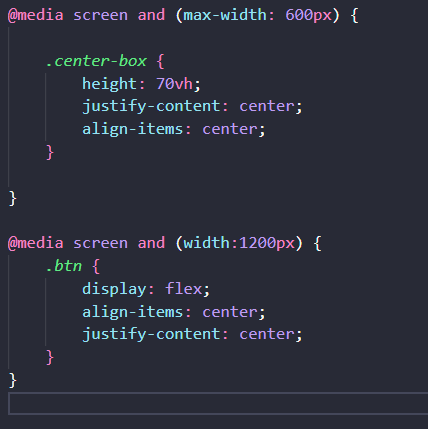 @media screen and (max-width: 600px) {
.center-box {
height: 70vh;
justify-content: center;
align-items: center;
}
}
@media screen and (width:1200px) {
.btn {
display: flex;
align-items: center;
justify-content: center;
}
}